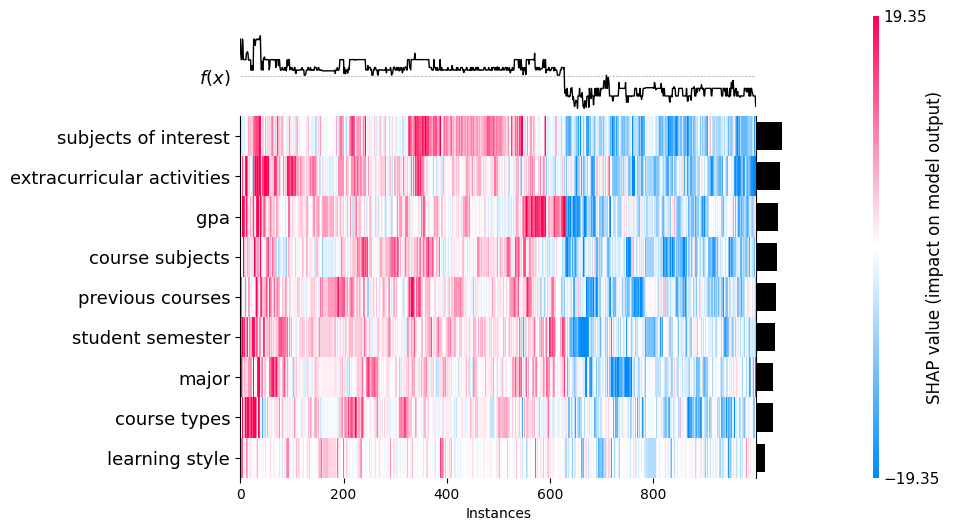 19.35
f(x)
subjects of interest
extracurricular activities
gpa
course subjects
previous courses
student semester
major
course types
learning style
0 200 400 600 800
Instances
SHAP value (impact on model output)
−19.35